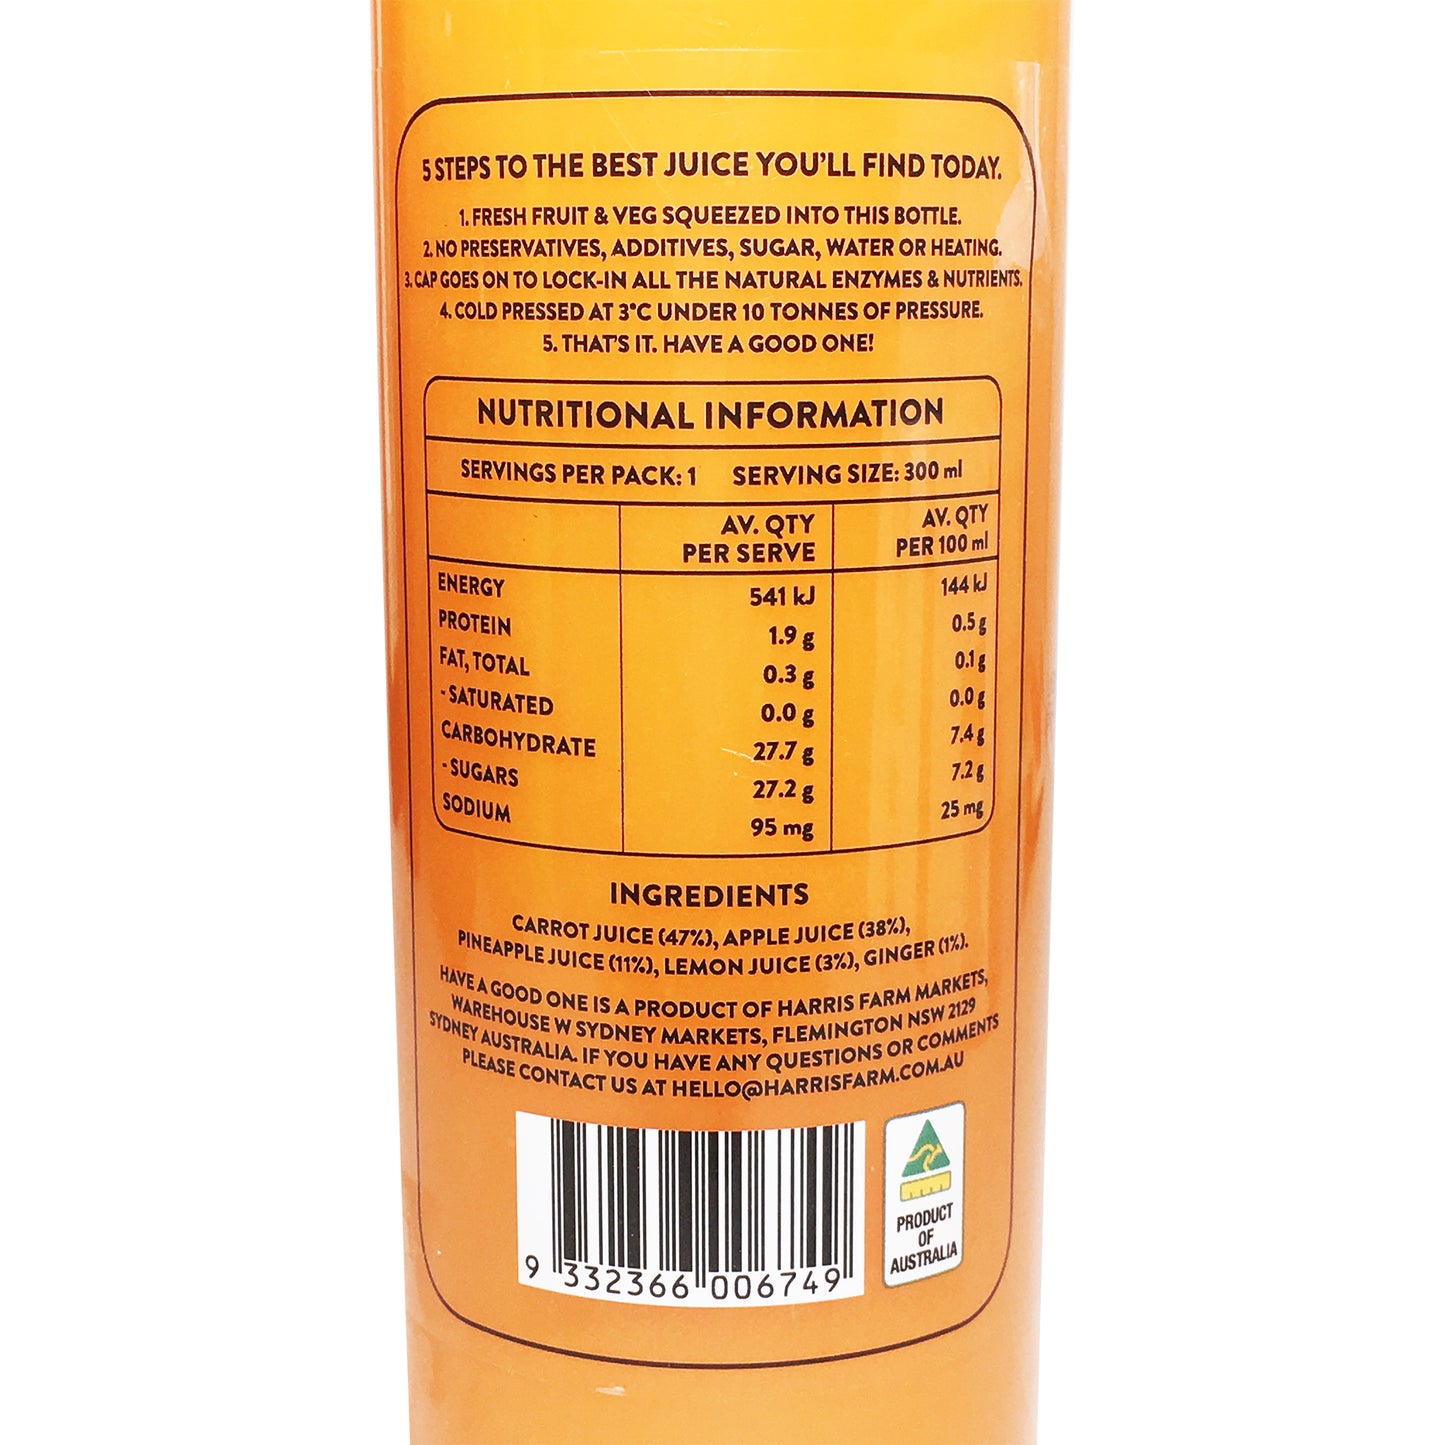 5 STEPS TO THE BEST JUICE YOU'LL FIND TODAY.
1. FRESH FRUIT & VEG SQUEEZED INTO THIS BOTTLE.
2. NO PRESERVATIVES, ADDITIVES, SUGAR, WATER OR HEATING.
3. CAP GOES ON TO LOCK-IN ALL THE NATURAL ENZYMES & NUTRIENTS.
4. COLD PRESSED AT 3°C UNDER 10 TONNES OF PRESSURE.
5. THAT'S IT. HAVE A GOOD ONE!
NUTRITIONAL INFORMATION
SERVINGS PER PACK: 1 SERVING SIZE: 300 ml
AV. QTY PER SERVE AV. QTY PER 100 ml
ENERGY 541 kJ 144 kJ
PROTEIN 1.9 g 0.5 g
FAT, TOTAL 0.3 g 0.1 g
- SATURATED 0.0 g 0.0 g
CARBOHYDRATE 27.7 g 7.4 g
- SUGARS 27.2 g 7.2 g
SODIUM 95 mg 25 mg
INGREDIENTS
CARROT JUICE (47%), APPLE JUICE (38%),
PINEAPPLE JUICE (11%), LEMON JUICE (3%), GINGER (1%).
HAVE A GOOD ONE IS A PRODUCT OF HARRIS FARM MARKETS,
WAREHOUSE W SYDNEY MARKETS, FLEMINGTON NSW 2129
SYDNEY AUSTRALIA. IF YOU HAVE ANY QUESTIONS OR COMMENTS
PLEASE CONTACT US AT HELLO@HARRISFARM.COM.AU
9 332366 006749
PRODUCT
OF
AUSTRALIA